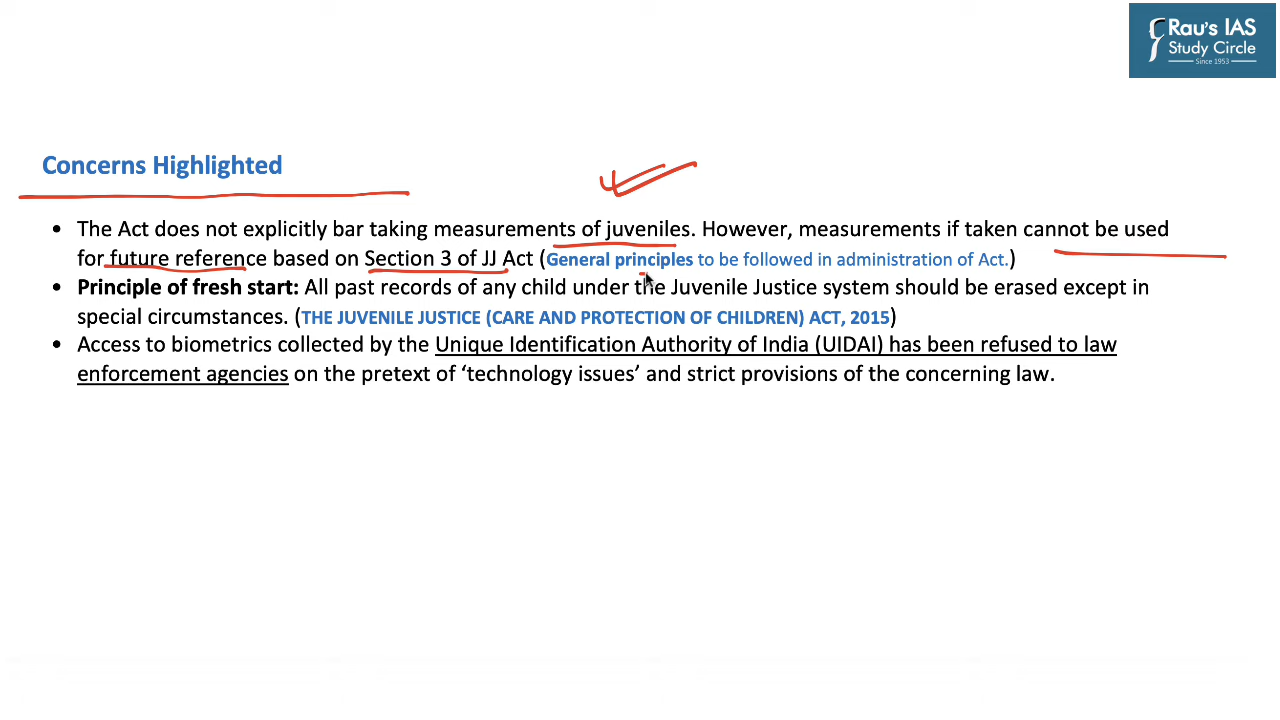 Rau's IAS
Study Circle
Since 1953
Concerns Highlighted
• The Act does not explicitly bar taking measurements of juveniles. However, measurements if taken cannot be used
for future reference based on Section 3 of JJ Act (General principles to be followed in administration of Act.)
• Principle of fresh start: All past records of any child under the Juvenile Justice system should be erased except in
special circumstances. (THE JUVENILE JUSTICE (CARE AND PROTECTION OF CHILDREN) ACT, 2015)
• Access to biometrics collected by the Unique Identification Authority of India (UIDAI) has been refused to law
enforcement agencies on the pretext of ‘technology issues’ and strict provisions of the concerning law.